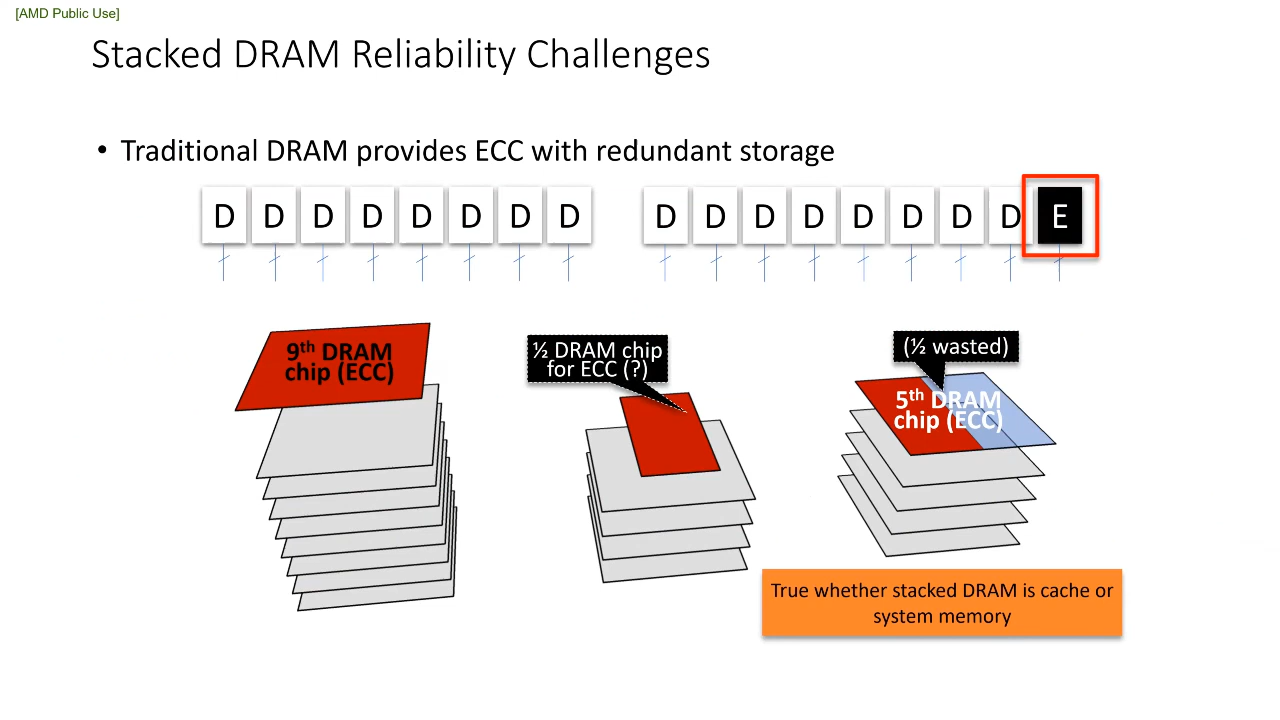 [AMD Public Use]
Stacked DRAM Reliability Challenges
• Traditional DRAM provides ECC with redundant storage
D D D D D D D D D D D D D D D D E
9th DRAM
chip (ECC)
½ DRAM chip
for ECC (?)
(½ wasted)
5th DRAM
chip (ECC)
True whether stacked DRAM is cache or
system memory